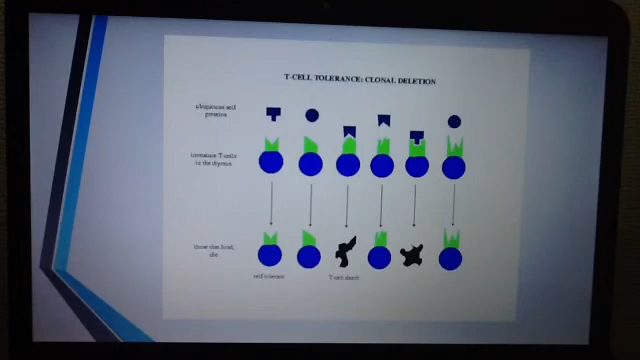 T-CELL TOLERANCE: CLONAL DELETION
ubiquitous self
proteins
immature T cells
in the thymus
those that bind,
die
self tolerant
T cell death